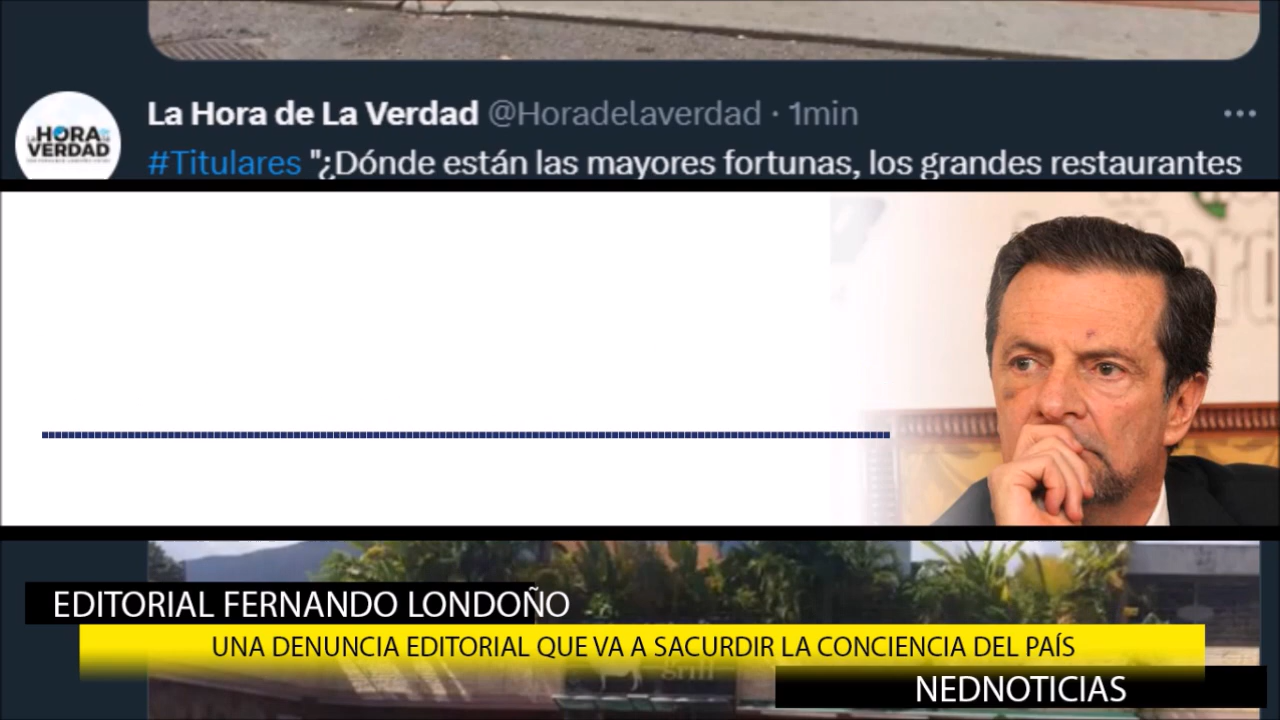 La Hora de La Verdad @Horadelaverdad · 1min
HORA
VERDAD
#Titulares "¿Dónde están las mayores fortunas, los grandes restaurantes
EDITORIAL FERNANDO LONDOÑO
UNA DENUNCIA EDITORIAL QUE VA A SACURDIR LA CONCIENCIA DEL PAÍS
grill
NEDNOTICIAS